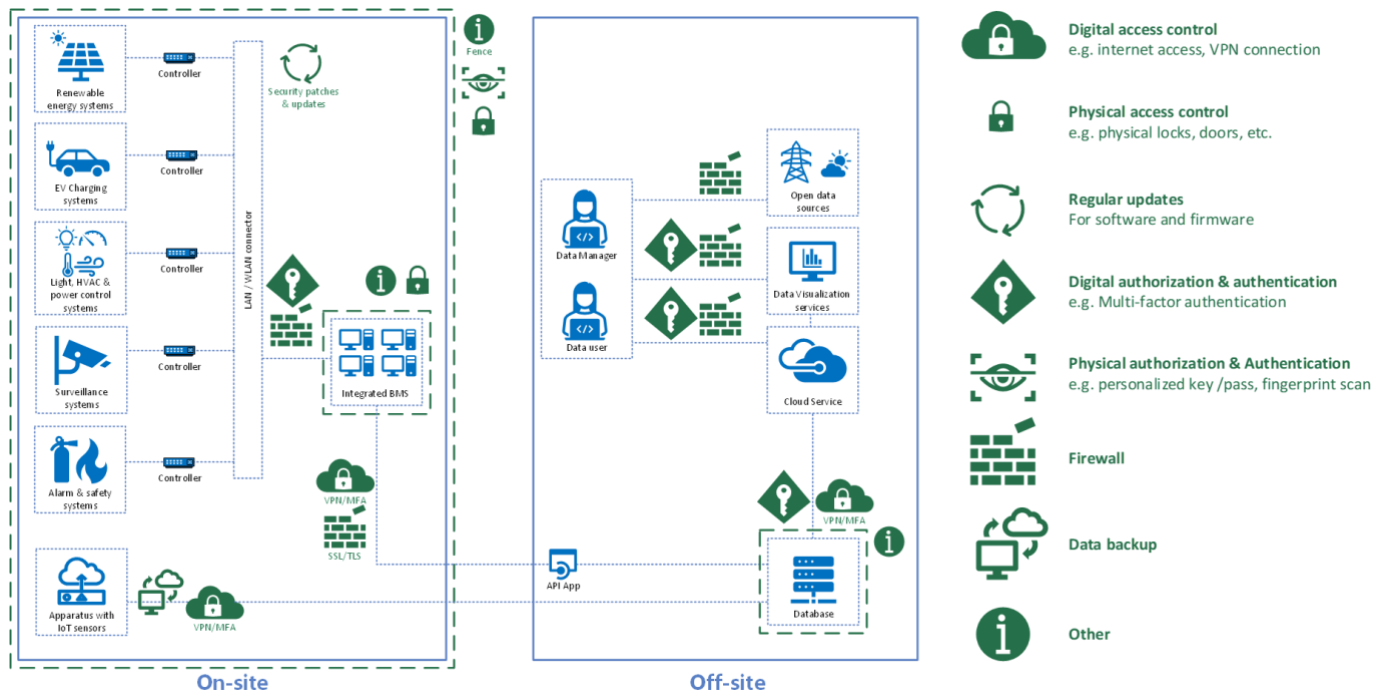 Renewable
energy systems
Controller
Security patches
& updates
Fence
EV Charging
systems
Controller
Light, HVAC &
power control
systems
Controller
LAN / WLAN connector
Surveillance
systems
Controller
Integrated BMS
Alarm & safety
systems
Controller
VPN/MFA
SSL/TLS
Apparatus with
IoT sensors
VPN/MFA
On-site
Data Manager
Data user
Open data
sources
Data Visualization
services
Cloud Service
VPN/MFA
API App
Database
Off-site
Digital access control
e.g. internet access, VPN connection
Physical access control
e.g. physical locks, doors, etc.
Regular updates
For software and firmware
Digital authorization & authentication
e.g. Multi-factor authentication
Physical authorization & Authentication
e.g. personalized key /pass, fingerprint scan
Firewall
Data backup
Other